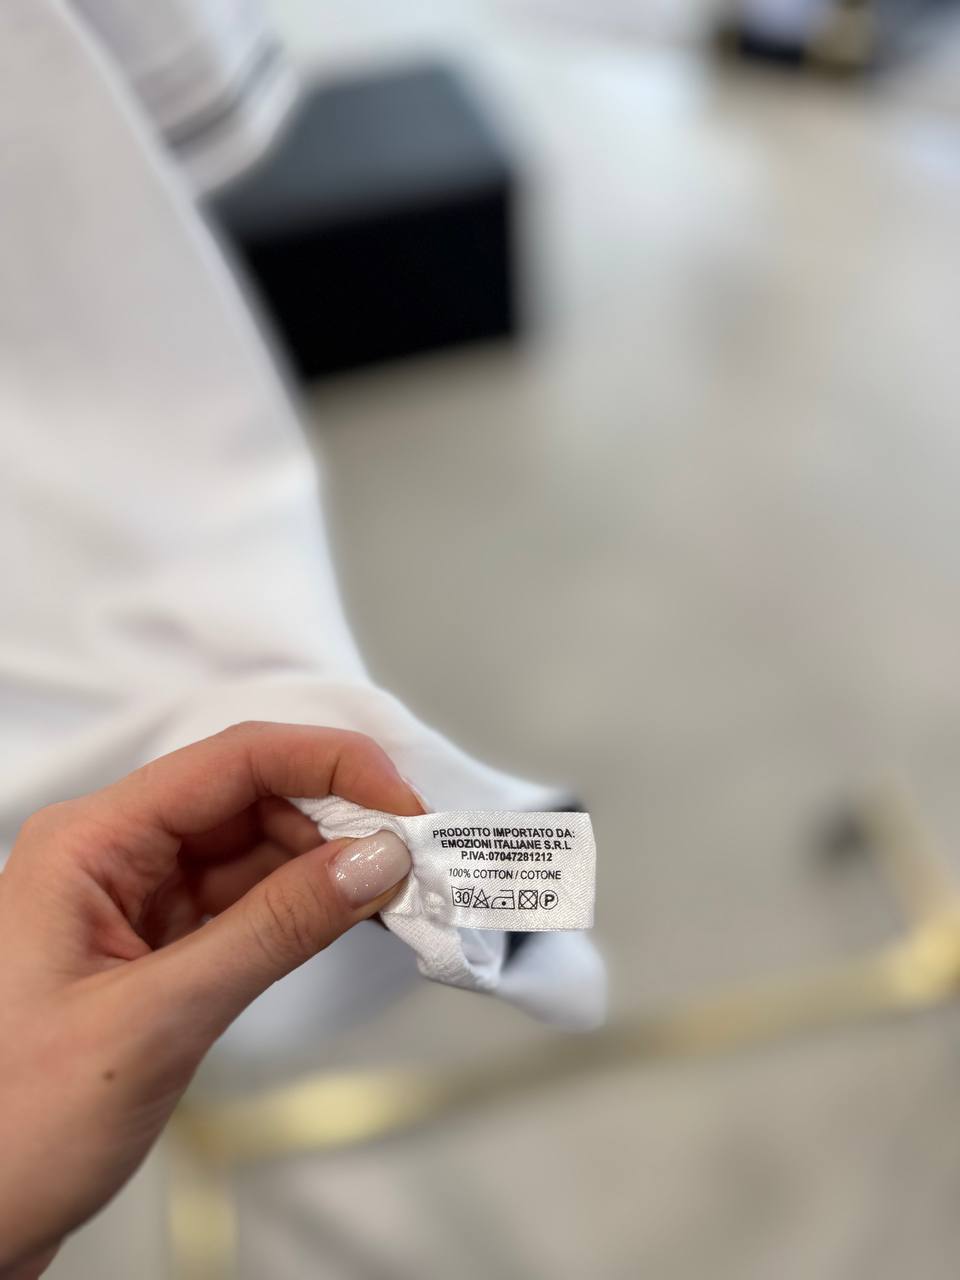 PRODOTTO IMPORTATO DA:
EMOZIONI ITALIANE S.R.L
P.IVA:07047281212
100% COTTON / COTONE
30 P